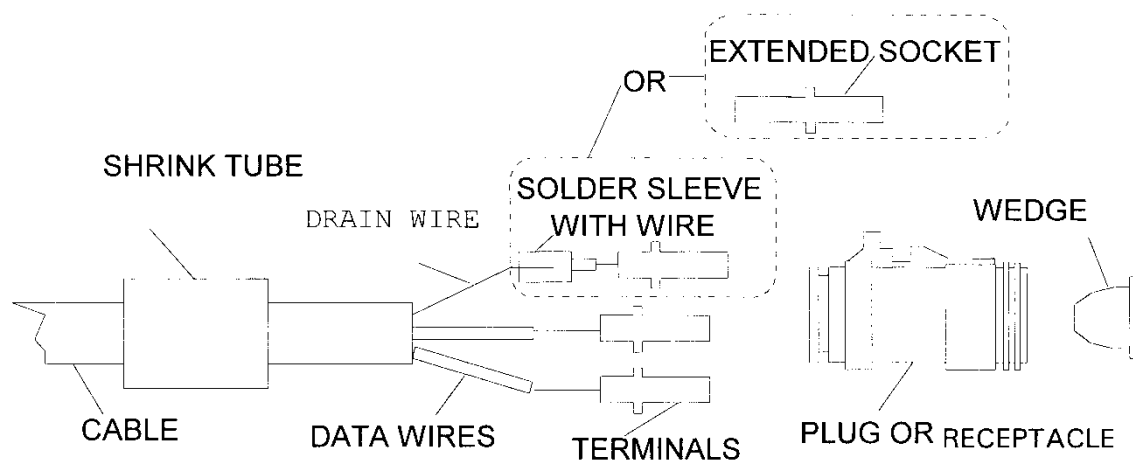 EXTENDED SOCKET
OR
SHRINK TUBE
SOLDER SLEEVE
WITH WIRE
DRAIN WIRE
WEDGE
CABLE
DATA WIRES
TERMINALS
PLUG OR RECEPTACLE